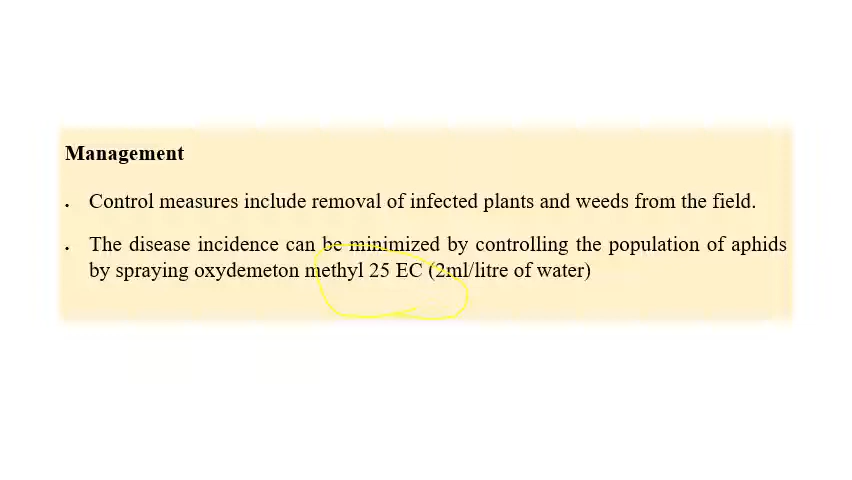 Management
• Control measures include removal of infected plants and weeds from the field.
• The disease incidence can be minimized by controlling the population of aphids
by spraying oxydemeton methyl 25 EC (2ml/litre of water)